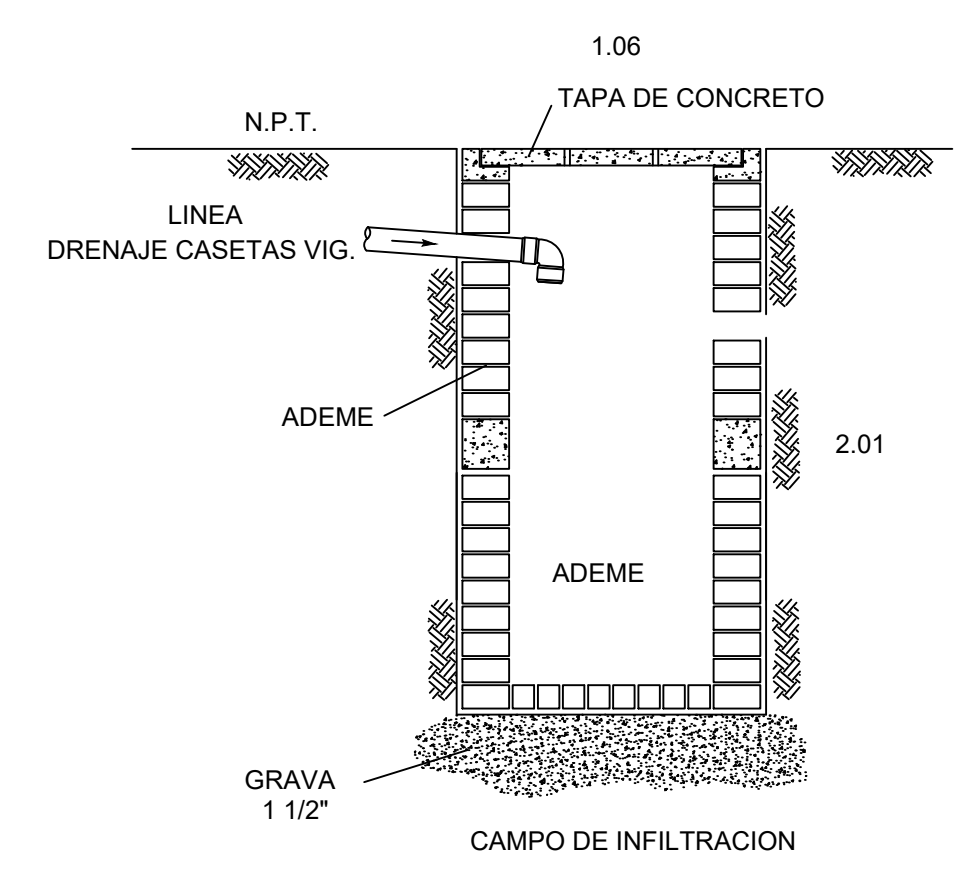 1.06
TAPA DE CONCRETO
N.P.T.
LINEA
DRENAJE CASETAS VIG.
ADEME
2.01
ADEME
GRAVA
1 1/2"
CAMPO DE INFILTRACION